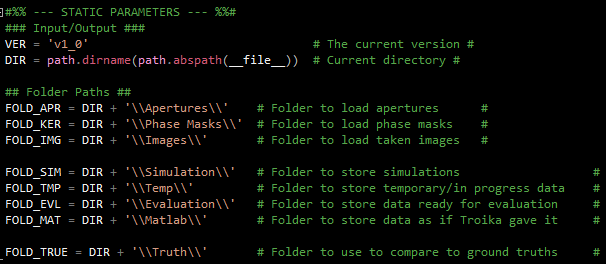 #%% --- STATIC PARAMETERS --- %%#
### Input/Output ###
VER = 'v1_0' # The current version #
DIR = path.dirname(path.abspath(__file__)) # Current directory #
## Folder Paths ##
FOLD_APR = DIR + '\\Apertures\\' # Folder to load apertures #
FOLD_KER = DIR + '\\Phase Masks\\' # Folder to load phase masks #
FOLD_IMG = DIR + '\\Images\\' # Folder to load taken images #
FOLD_SIM = DIR + '\\Simulation\\' # Folder to store simulations #
FOLD_TMP = DIR + '\\Temp\\' # Folder to store temporary/in progress data #
FOLD_EVL = DIR + '\\Evaluation\\' # Folder to store data ready for evaluation #
FOLD_MAT = DIR + '\\Matlab\\' # Folder to store data as if Troika gave it #
FOLD_TRUE = DIR + '\\Truth\\' # Folder to use to compare to ground truths #